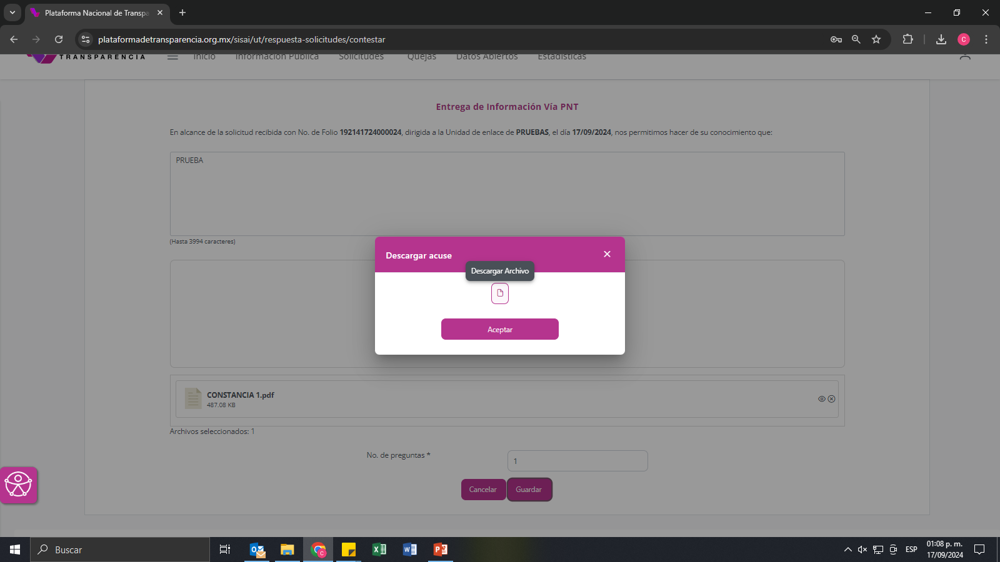 Plataforma Nacional de Transpa
plataformadetransparencia.org.mx/sisai/ut/respuesta-solicitudes/contestar
C
TRANSPARENCIA
Inicio
Información Pública
Solicitudes
Quejas
Datos Abiertos
Estadísticas
Entrega de Información Vía PNT
En alcance de la solicitud recibida con No. de Folio 192141724000024, dirigida a la Unidad de enlace de PRUEBAS, el día 17/09/2024, nos permitimos hacer de su conocimiento que:
PRUEBA
(Hasta 3994 caracteres)
Descargar acuse
Descargar Archivo
Aceptar
CONSTANCIA 1.pdf
487.08 KB
Archivos seleccionados: 1
No. de preguntas *
1
Cancelar
Guardar
Buscar
ESP
01:08 p. m.
17/09/2024